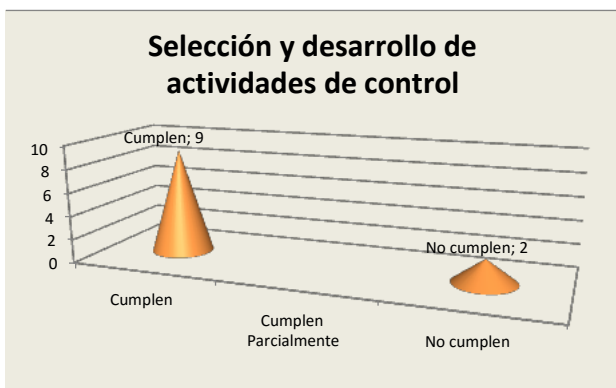 Selección y desarrollo de
actividades de control
Cumplen; 9
10
8
6
4
2
0
No cumplen; 2
Cumplen
Cumplen
Parcialmente
No cumplen